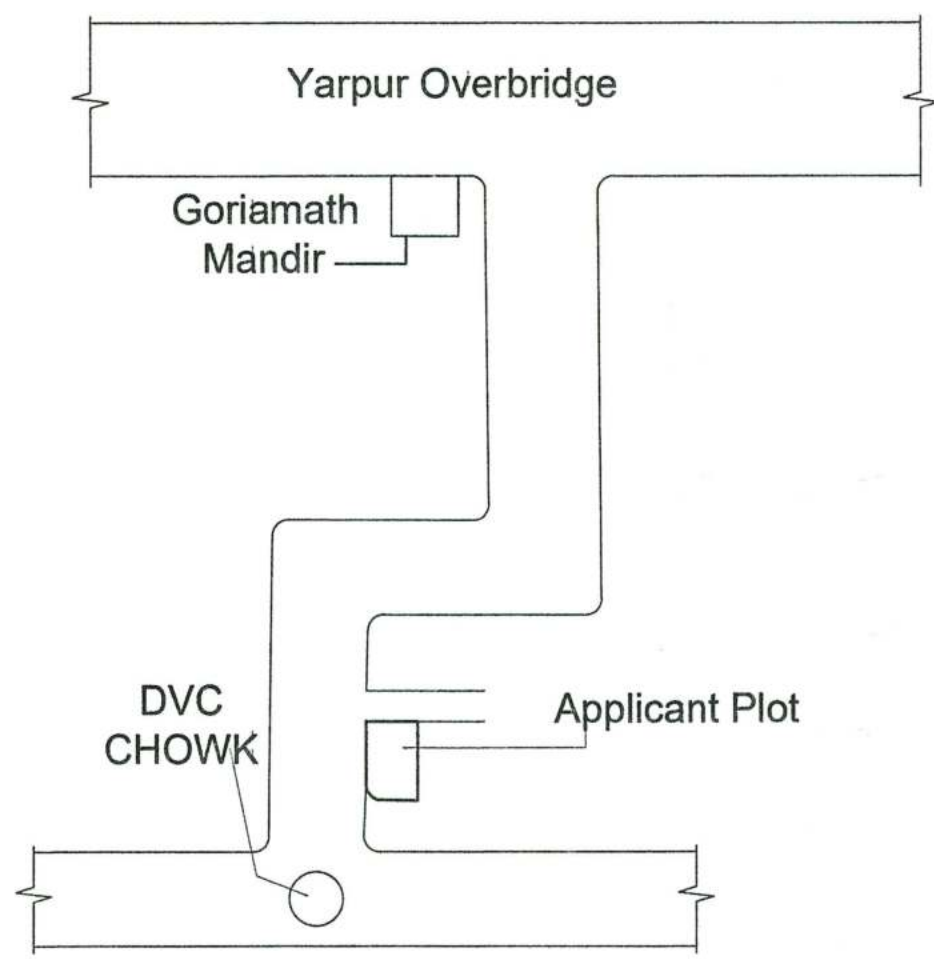 Yarpur Overbridge
Goriamath
Mandir
DVC
CHOWK
Applicant Plot